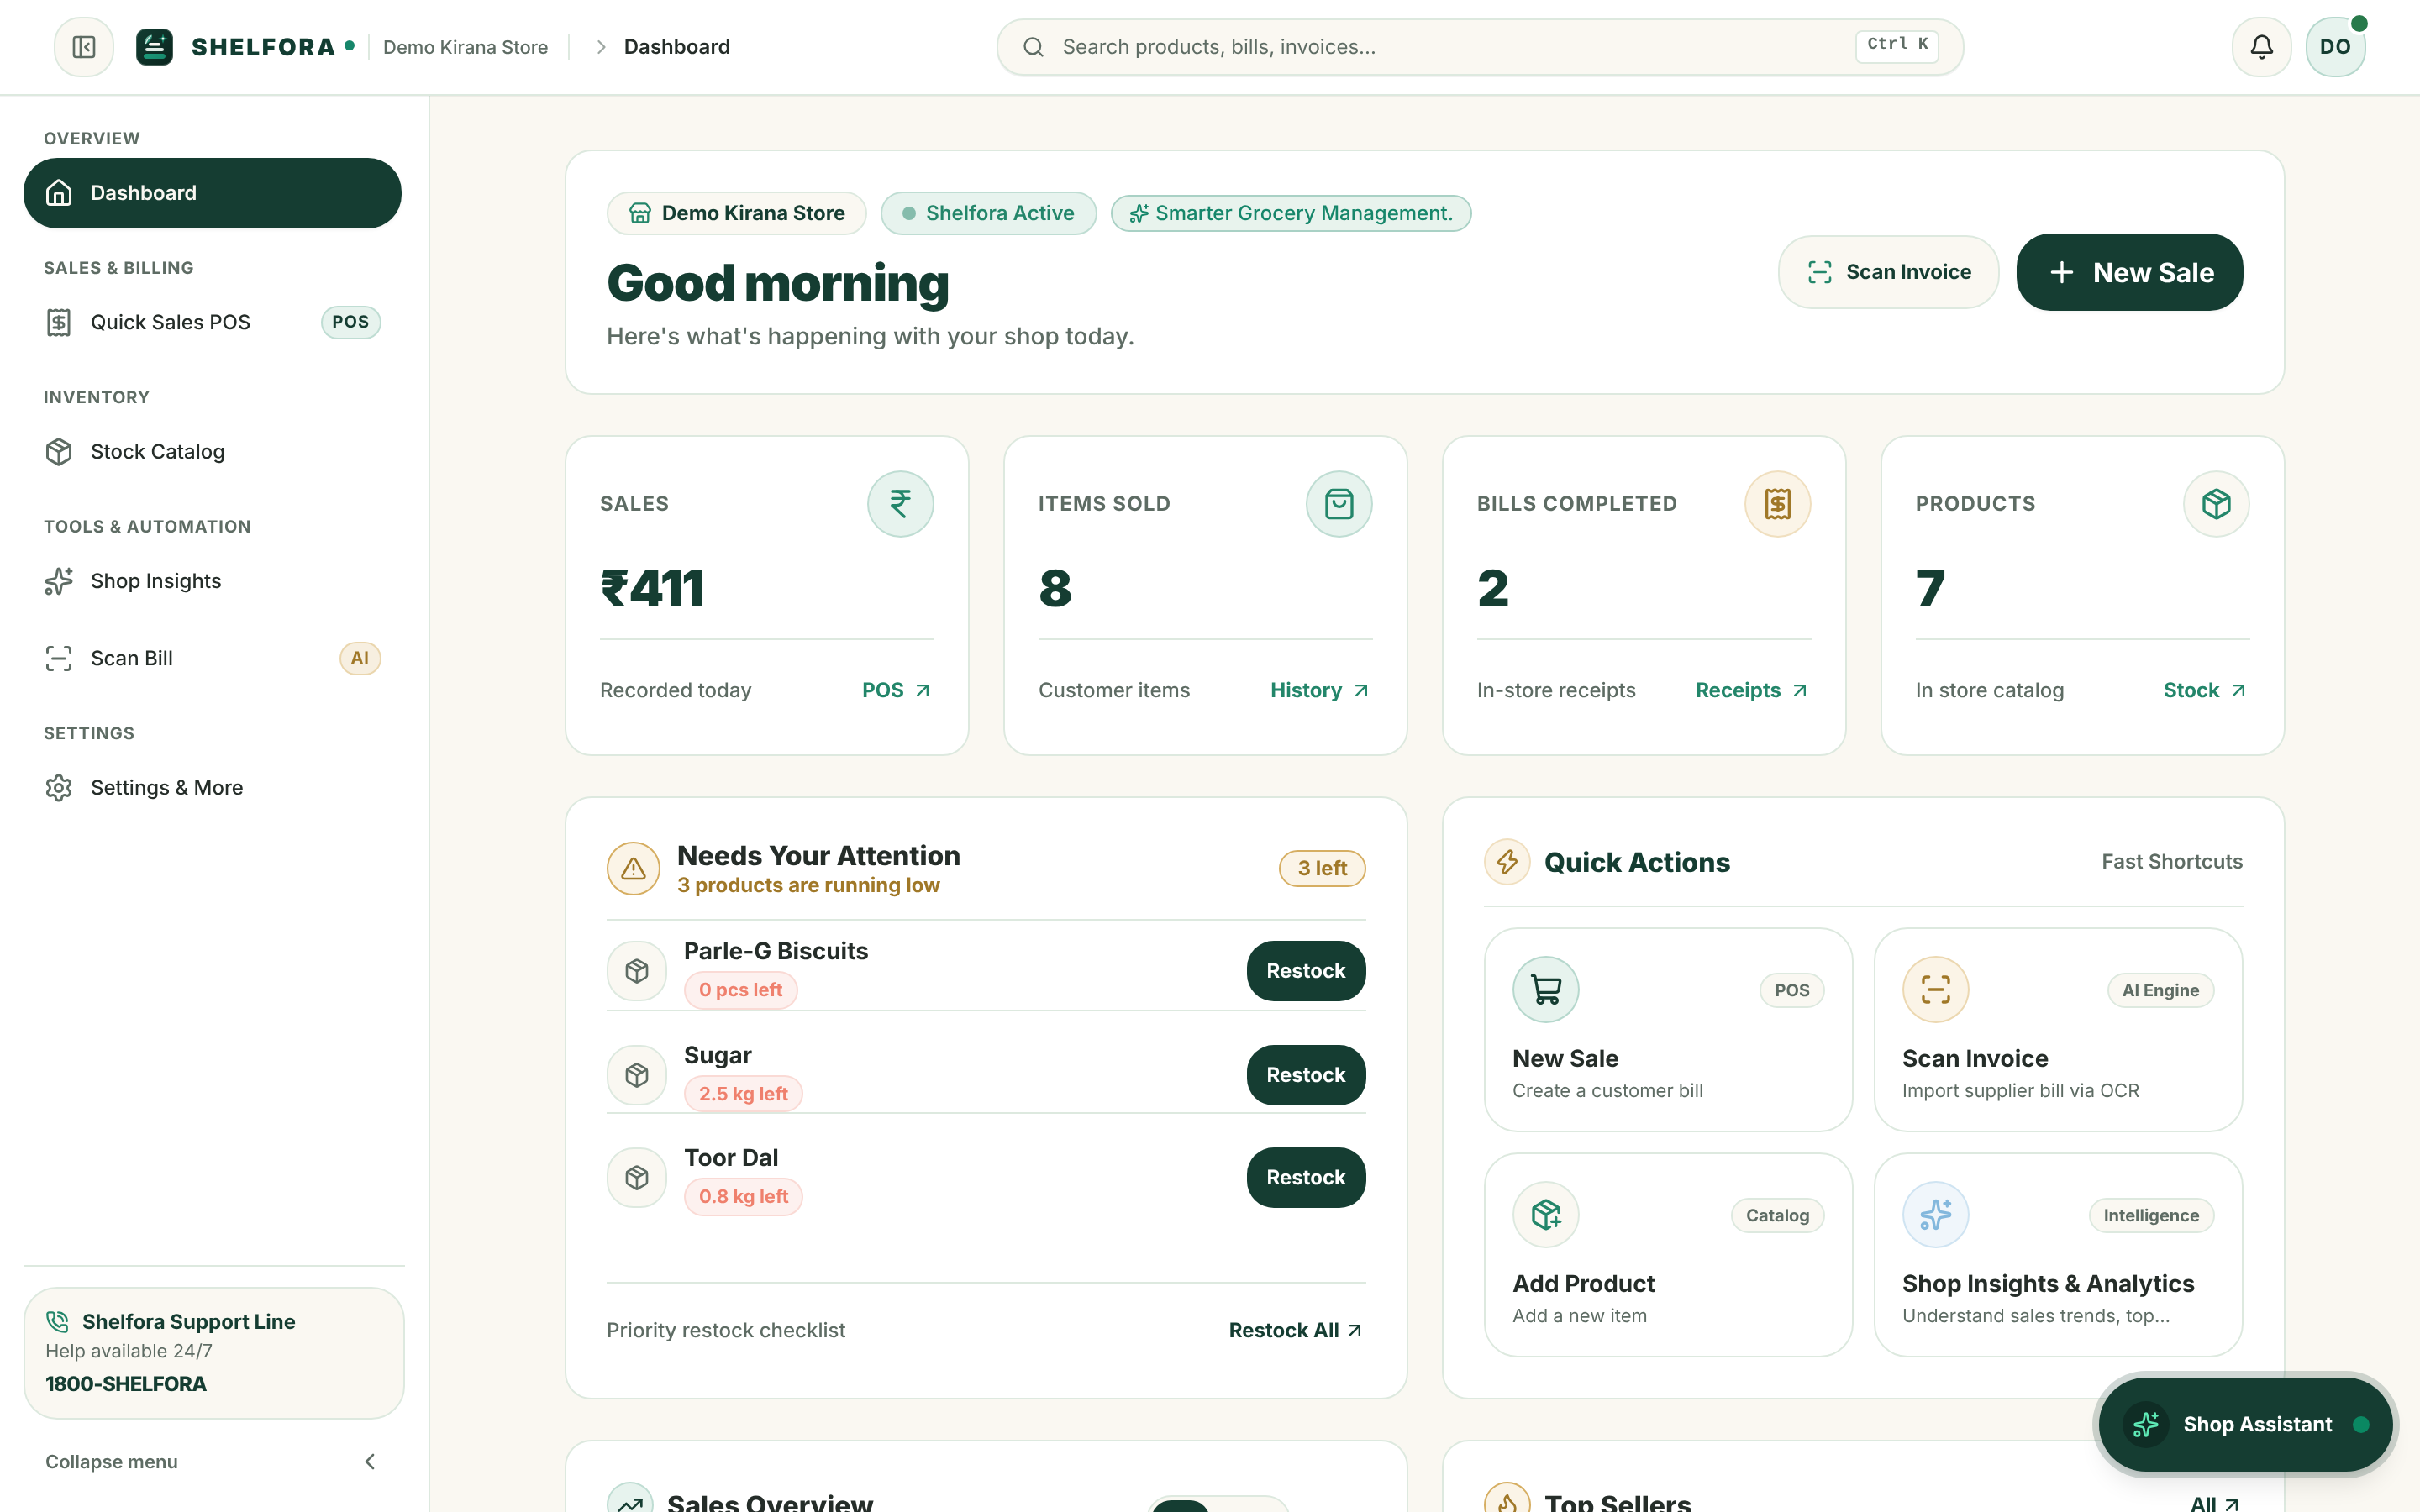 SHELFORA
Demo Kirana Store
Dashboard
Search products, bills, invoices...
Ctrl K
DO
OVERVIEW
Dashboard
SALES & BILLING
Quick Sales POS
POS
INVENTORY
Stock Catalog
TOOLS & AUTOMATION
Shop Insights
Scan Bill
AI
SETTINGS
Settings & More
Shelfora Support Line
Help available 24/7
1800-SHELFORA
Collapse menu
Demo Kirana Store
Shelfora Active
Smarter Grocery Management.
Good morning
Here's what's happening with your shop today.
Scan Invoice
New Sale
SALES
₹411
Recorded today
POS
ITEMS SOLD
8
Customer items
History
BILLS COMPLETED
2
In-store receipts
Receipts
PRODUCTS
7
In store catalog
Stock
Needs Your Attention
3 products are running low
3 left
Parle-G Biscuits
0 pcs left
Restock
Sugar
2.5 kg left
Restock
Toor Dal
0.8 kg left
Restock
Priority restock checklist
Restock All
Quick Actions
Fast Shortcuts
POS
New Sale
Create a customer bill
AI Engine
Scan Invoice
Import supplier bill via OCR
Catalog
Add Product
Add a new item
Intelligence
Shop Insights & Analytics
Understand sales trends, top...
Shop Assistant
Sales Overview
Top Sellers
All